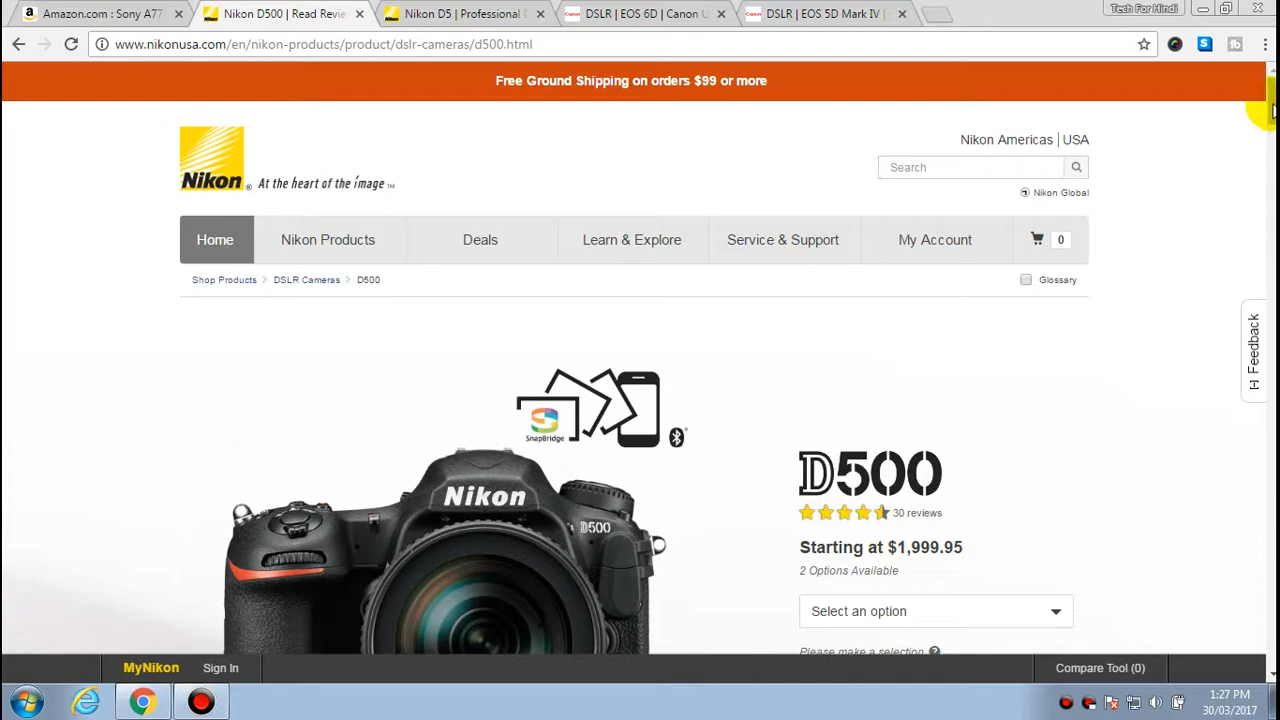 Amazon.com : Sony A77
Nikon D500 | Read Revie
Nikon D5 | Professional D
DSLR | EOS 6D | Canon U
DSLR | EOS 5D Mark IV |
Tech For Hindi
www.nikonusa.com/en/nikon-products/product/dslr-cameras/d500.html
Free Ground Shipping on orders $99 or more
Nikon® At the heart of the image™
Nikon Americas | USA
Search
Nikon Global
Home
Nikon Products
Deals
Learn & Explore
Service & Support
My Account
0
Shop Products
DSLR Cameras
D500
Glossary
[-] Feedback
SnapBridge
Nikon
D500
D500
30 reviews
Starting at $1,999.95
2 Options Available
Select an option
Please make a selection
MyNikon
Sign In
Compare Tool (0)
1:27 PM
30/03/2017